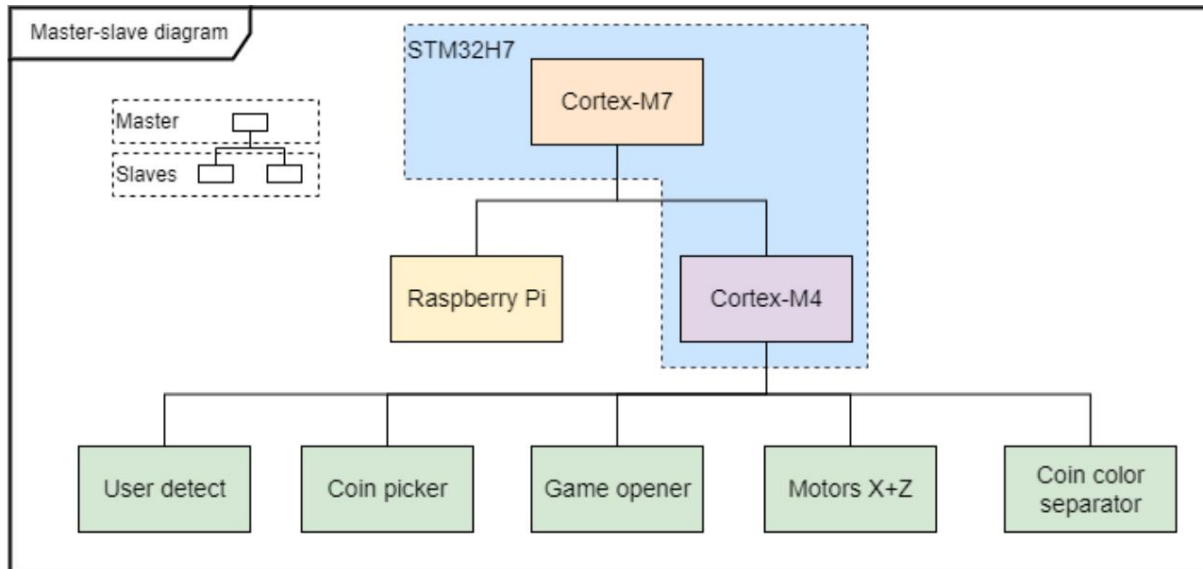 Master-slave diagram
STM32H7
Cortex-M7
Master
Slaves
Raspberry Pi
Cortex-M4
User detect
Coin picker
Game opener
Motors X+Z
Coin color
separator